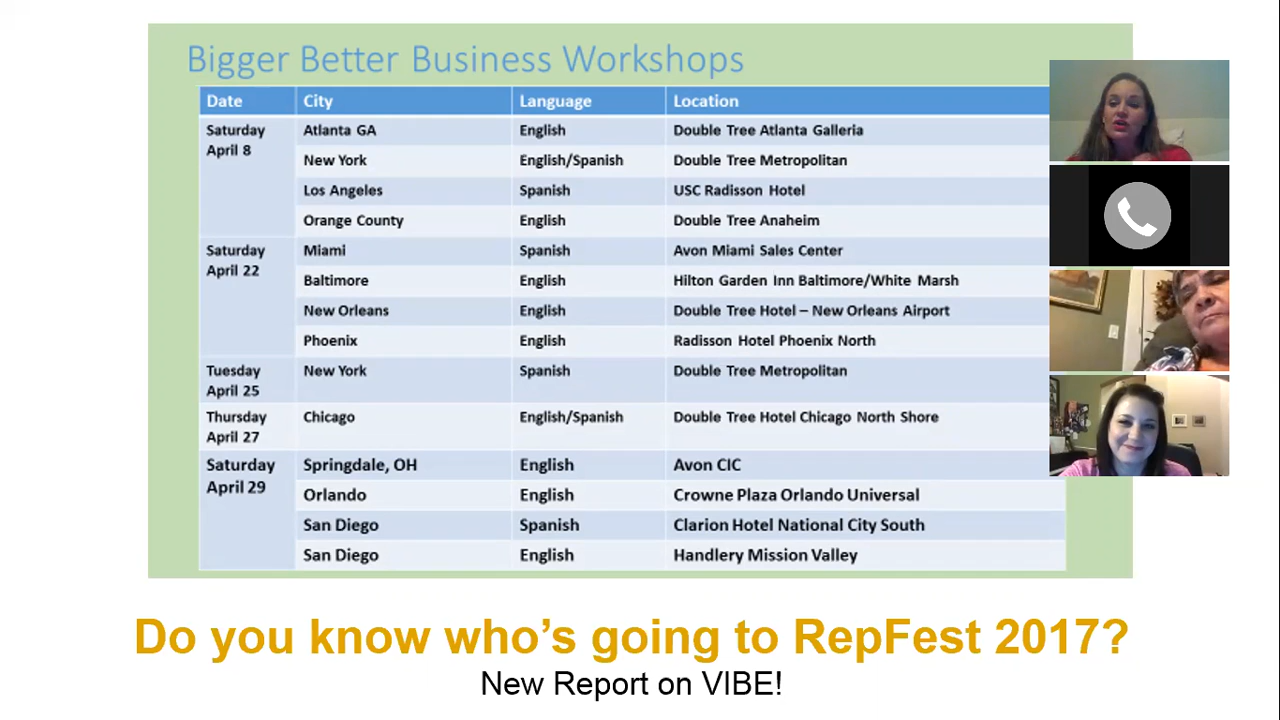 Bigger Better Business Workshops
Date City Language Location
Saturday April 8 Atlanta GA English Double Tree Atlanta Galleria
New York English/Spanish Double Tree Metropolitan
Los Angeles Spanish USC Radisson Hotel
Orange County English Double Tree Anaheim
Saturday April 22 Miami Spanish Avon Miami Sales Center
Baltimore English Hilton Garden Inn Baltimore/White Marsh
New Orleans English Double Tree Hotel – New Orleans Airport
Phoenix English Radisson Hotel Phoenix North
Tuesday April 25 New York Spanish Double Tree Metropolitan
Thursday April 27 Chicago English/Spanish Double Tree Hotel Chicago North Shore
Saturday April 29 Springdale, OH English Avon CIC
Orlando English Crowne Plaza Orlando Universal
San Diego Spanish Clarion Hotel National City South
San Diego English Handlery Mission Valley
Do you know who's going to RepFest 2017?
New Report on VIBE!